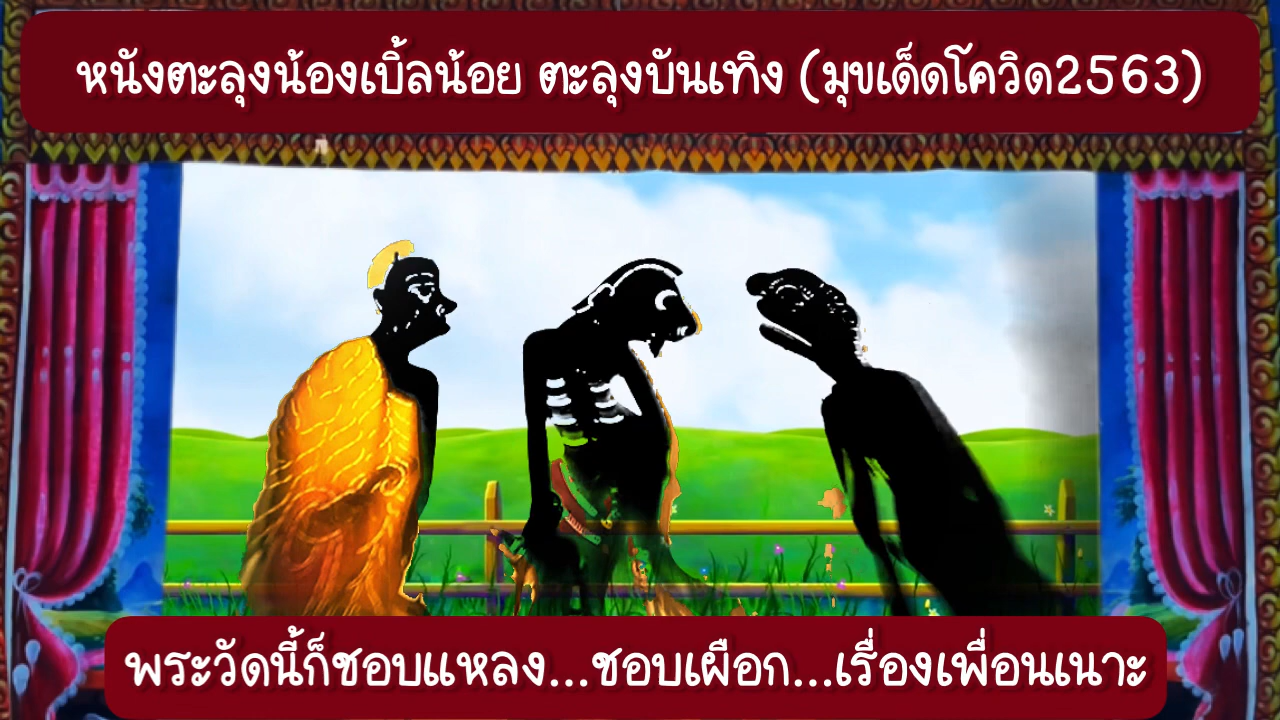 หนังตะลุงน้องเบิ้ลน้อย ตะลุงบันเทิง (มุขเด็ดโควิด2563)
พระวัดนี้ก็ชอบแหลง...ชอบเผือก...เรื่องเพื่อนเนาะ